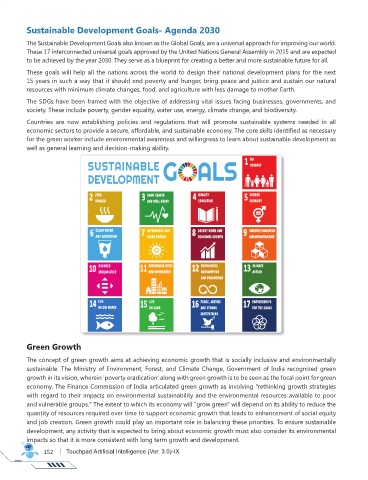 Sustainable Development Goals- Agenda 2030
The Sustainable Development Goals also known as the Global Goals, are a universal approach for improving our world.
These 17 interconnected universal goals approved by the United Nations General Assembly in 2015 and are expected
to be achieved by the year 2030. They serve as a blueprint for creating a better and more sustainable future for all.
These goals will help all the nations across the world to design their national development plans for the next
15 years in such a way that it should end poverty and hunger, bring peace and justice and sustain our natural
resources with minimum climate changes, food, and agriculture with less damage to mother Earth.
The SDGs have been framed with the objective of addressing vital issues facing businesses, governments, and
society. These include poverty, gender equality, water use, energy, climate change, and biodiversity.
Countries are now establishing policies and regulations that will promote sustainable systems needed in all
economic sectors to provide a secure, affordable, and sustainable economy. The core skills identified as necessary
for the green worker include environmental awareness and willingness to learn about sustainable development as
well as general learning and decision-making ability.
SUSTAINABLE
DEVELOPMENT GOALS
1 NO POVERTY
2 ZERO HUNGER
3 GOOD HEALTH AND WELL-BEING
4 QUALITY EDUCATION
5 GENDER EQUALITY
6 CLEAN WATER AND SANITATION
7 AFFORDABLE AND CLEAN ENERGY
8 DECENT WORK AND ECONOMIC GROWTH
9 INDUSTRY, INNOVATION AND INFRASTRUCTURE
10 REDUCED INEQUALITIES
11 SUSTAINABLE CITIES AND COMMUNITIES
12 RESPONSIBLE CONSUMPTION AND PRODUCTION
13 CLIMATE ACTION
14 LIFE BELOW WATER
15 LIFE ON LAND
16 PEACE, JUSTICE AND STRONG INSTITUTIONS
17 PARTNERSHIPS FOR THE GOALS
Green Growth
The concept of green growth aims at achieving economic growth that is socially inclusive and environmentally
sustainable. The Ministry of Environment, Forest, and Climate Change, Government of India recognized green
growth in its vision, wherein 'poverty eradication' along with green growth is to be seen as the focal point for green
economy. The Finance Commission of India articulated green growth as involving "rethinking growth strategies
with regard to their impacts on environmental sustainability and the environmental resources available to poor
and vulnerable groups." The extent to which its economy will "grow green" will depend on its ability to reduce the
quantity of resources required over time to support economic growth that leads to enhancement of social equity
and job creation. Green growth could play an important role in balancing these priorities. To ensure sustainable
development, any activity that is expected to bring about economic growth must also consider its environmental
impacts so that it is more consistent with long term growth and development.
152 | Touchpad Artificial Intelligence (Ver. 3.0)-IX